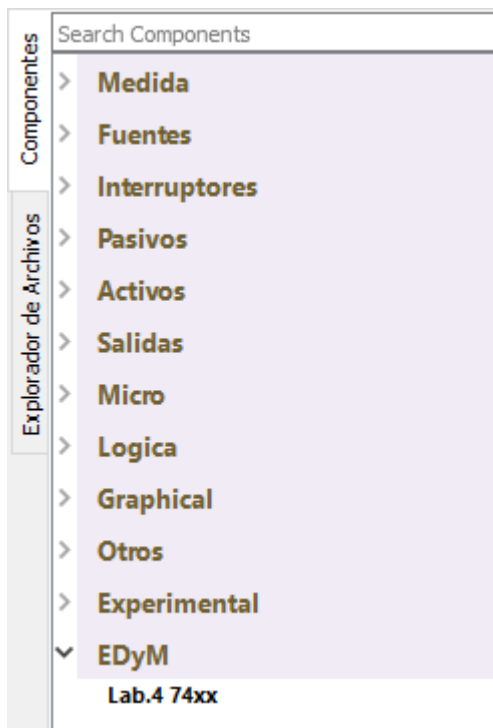 Componentes
Explorador de Archivos
Search Components
Medida
Fuentes
Interruptores
Pasivos
Activos
Salidas
Micro
Logica
Graphical
Otros
Experimental
EDyM
Lab.4 74xx